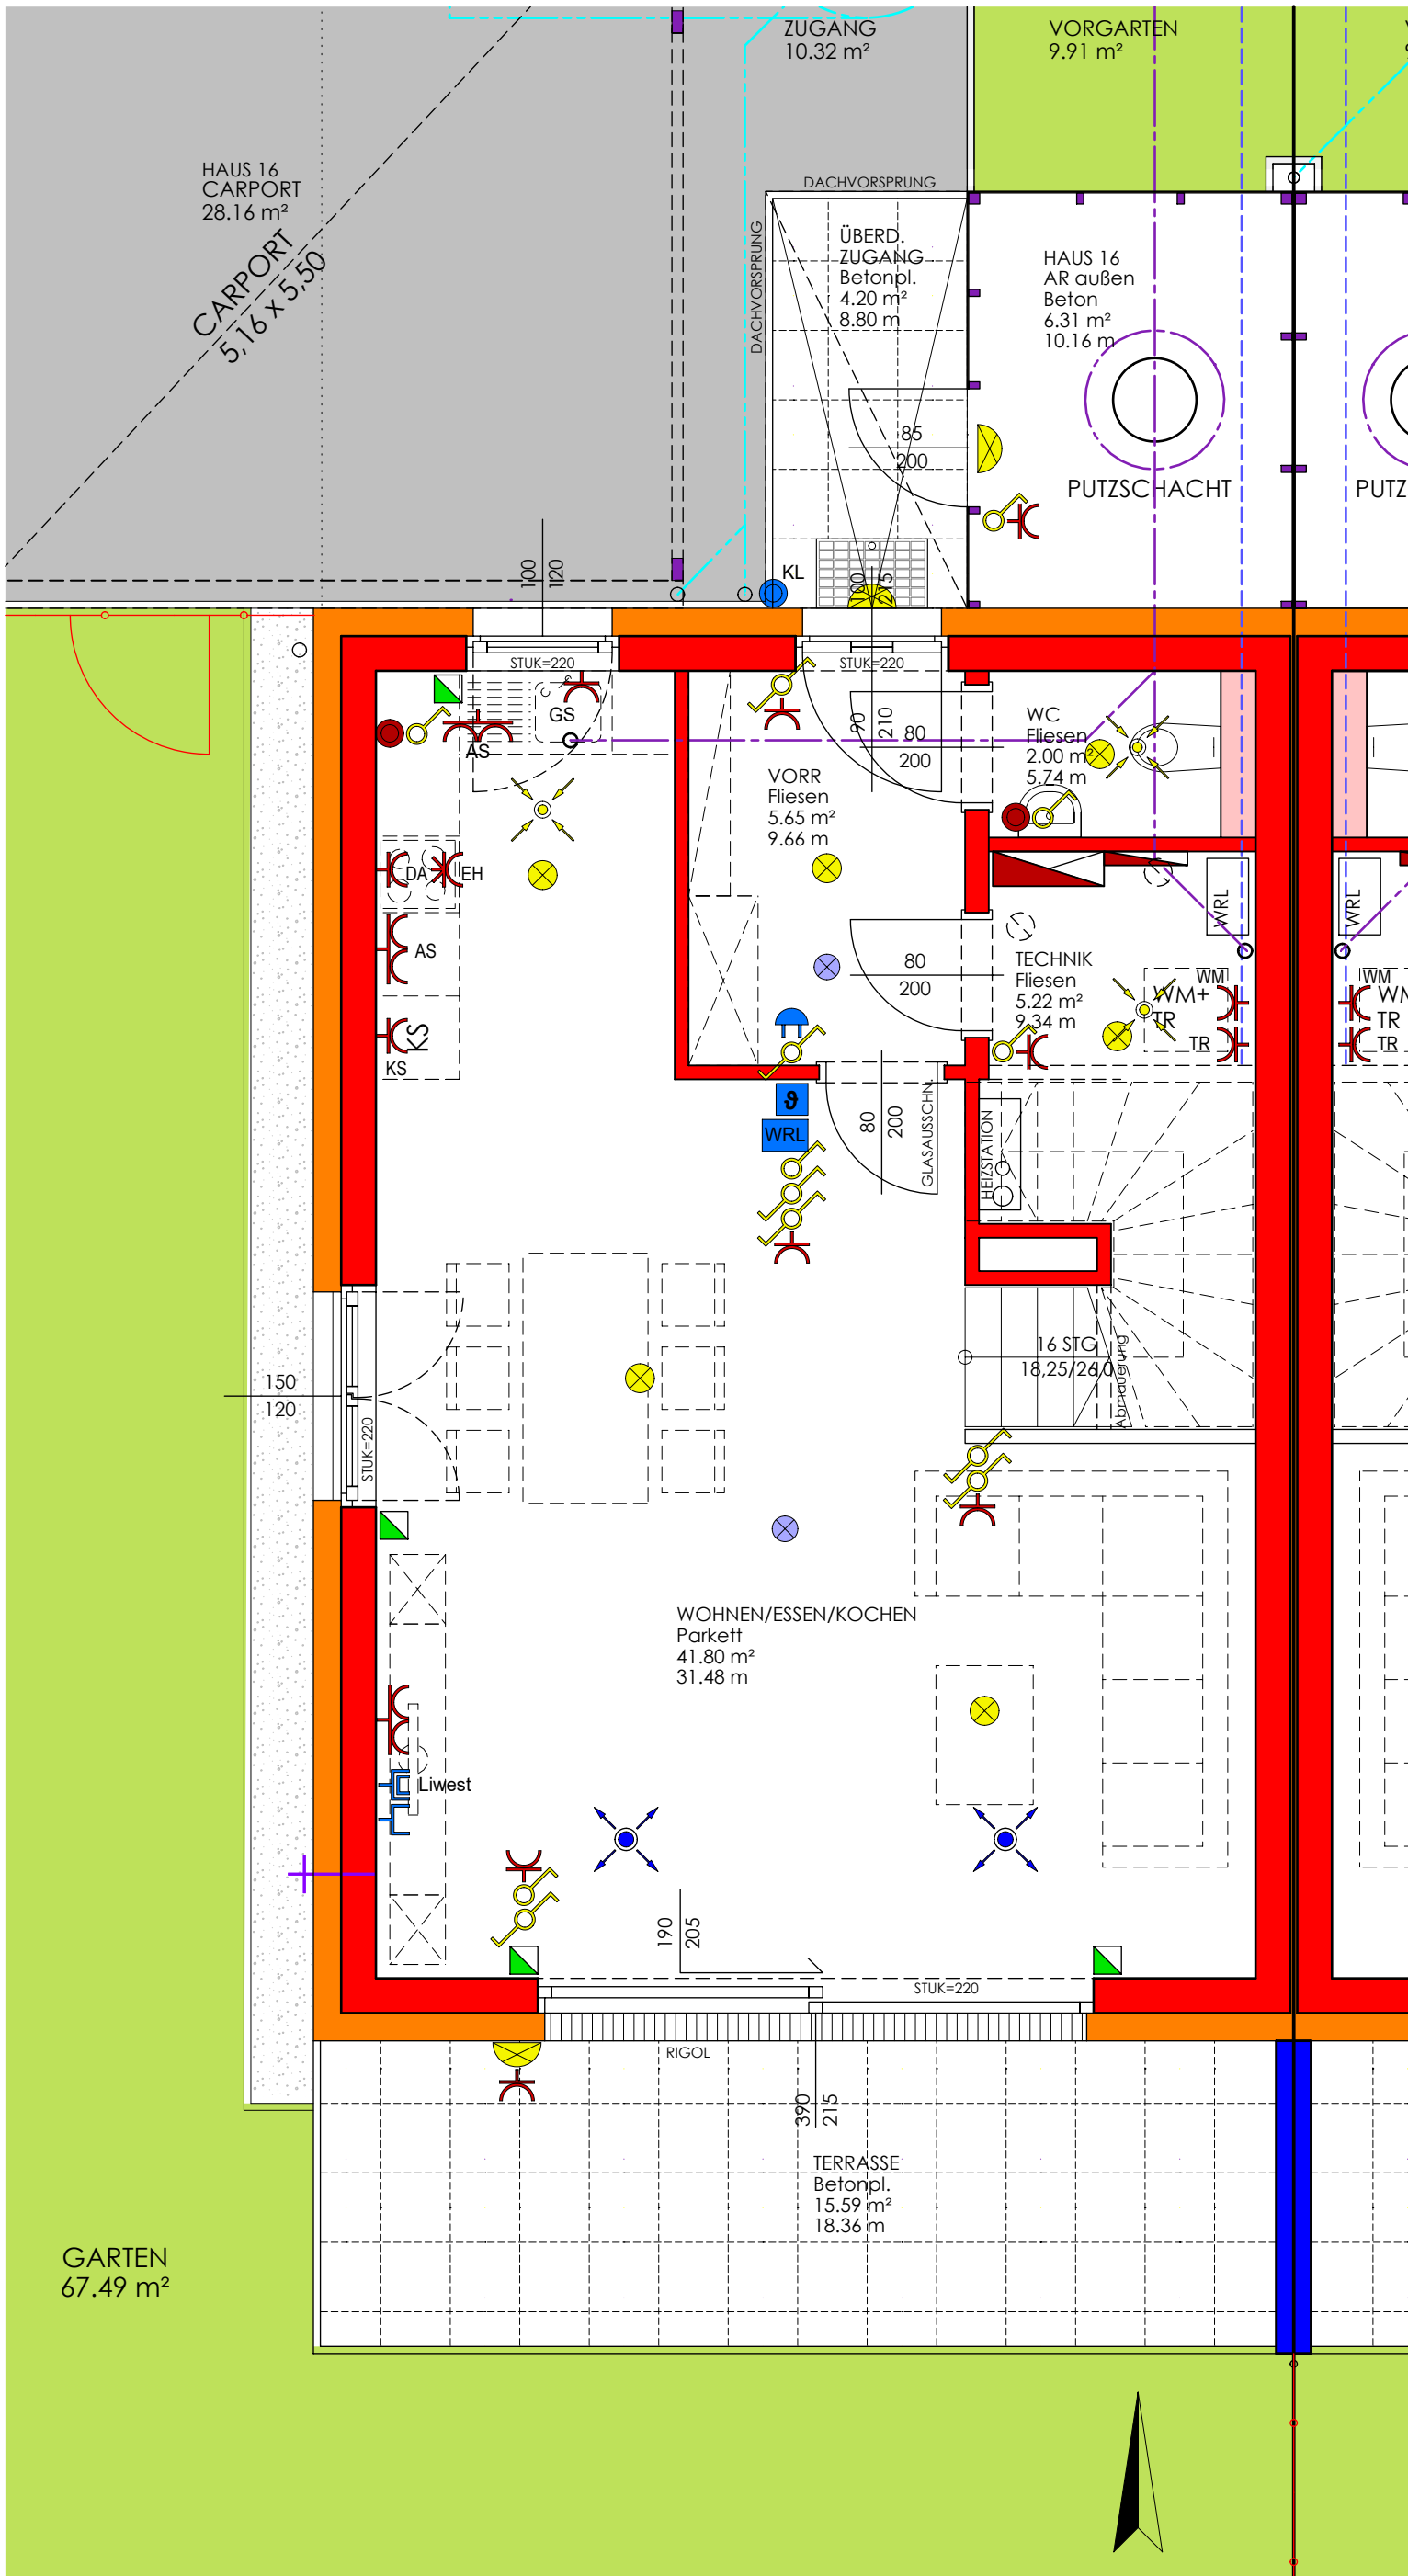 ZUGANG
10.32 m²
VORGARTEN
9.91 m²
HAUS 16
CARPORT
28.16 m²
CARPORT
5,16 x 5,50
DACHVORSPRUNG
DACHVORSPRUNG
ÜBERD.
ZUGANG
Betonpl.
4.20 m²
8.80 m
HAUS 16
AR außen
Beton
6.31 m²
10.16 m
85
200
PUTZSCHACHT
PUTZ
100
120
KL
100
215
STUK=220
STUK=220
GS
AS
90
210
80
200
WC
Fliesen
2.00 m²
5.74 m
VORR
Fliesen
5.65 m²
9.66 m
DA
EH
WRL
WRL
AS
80
200
TECHNIK
Fliesen
5.22 m²
9.34 m
WM
WM+
TR
TR
WM
TR
TR
KS
KS
ϑ
WRL
80
200
GLASAUSSCHN.
HEIZSTATION
16 STG
18,25/26,0
Abmauerung
150
120
STUK=220
WOHNEN/ESSEN/KOCHEN
Parkett
41.80 m²
31.48 m
Liwest
190
205
STUK=220
RIGOL
390
215
TERRASSE
Betonpl.
15.59 m²
18.36 m
GARTEN
67.49 m²